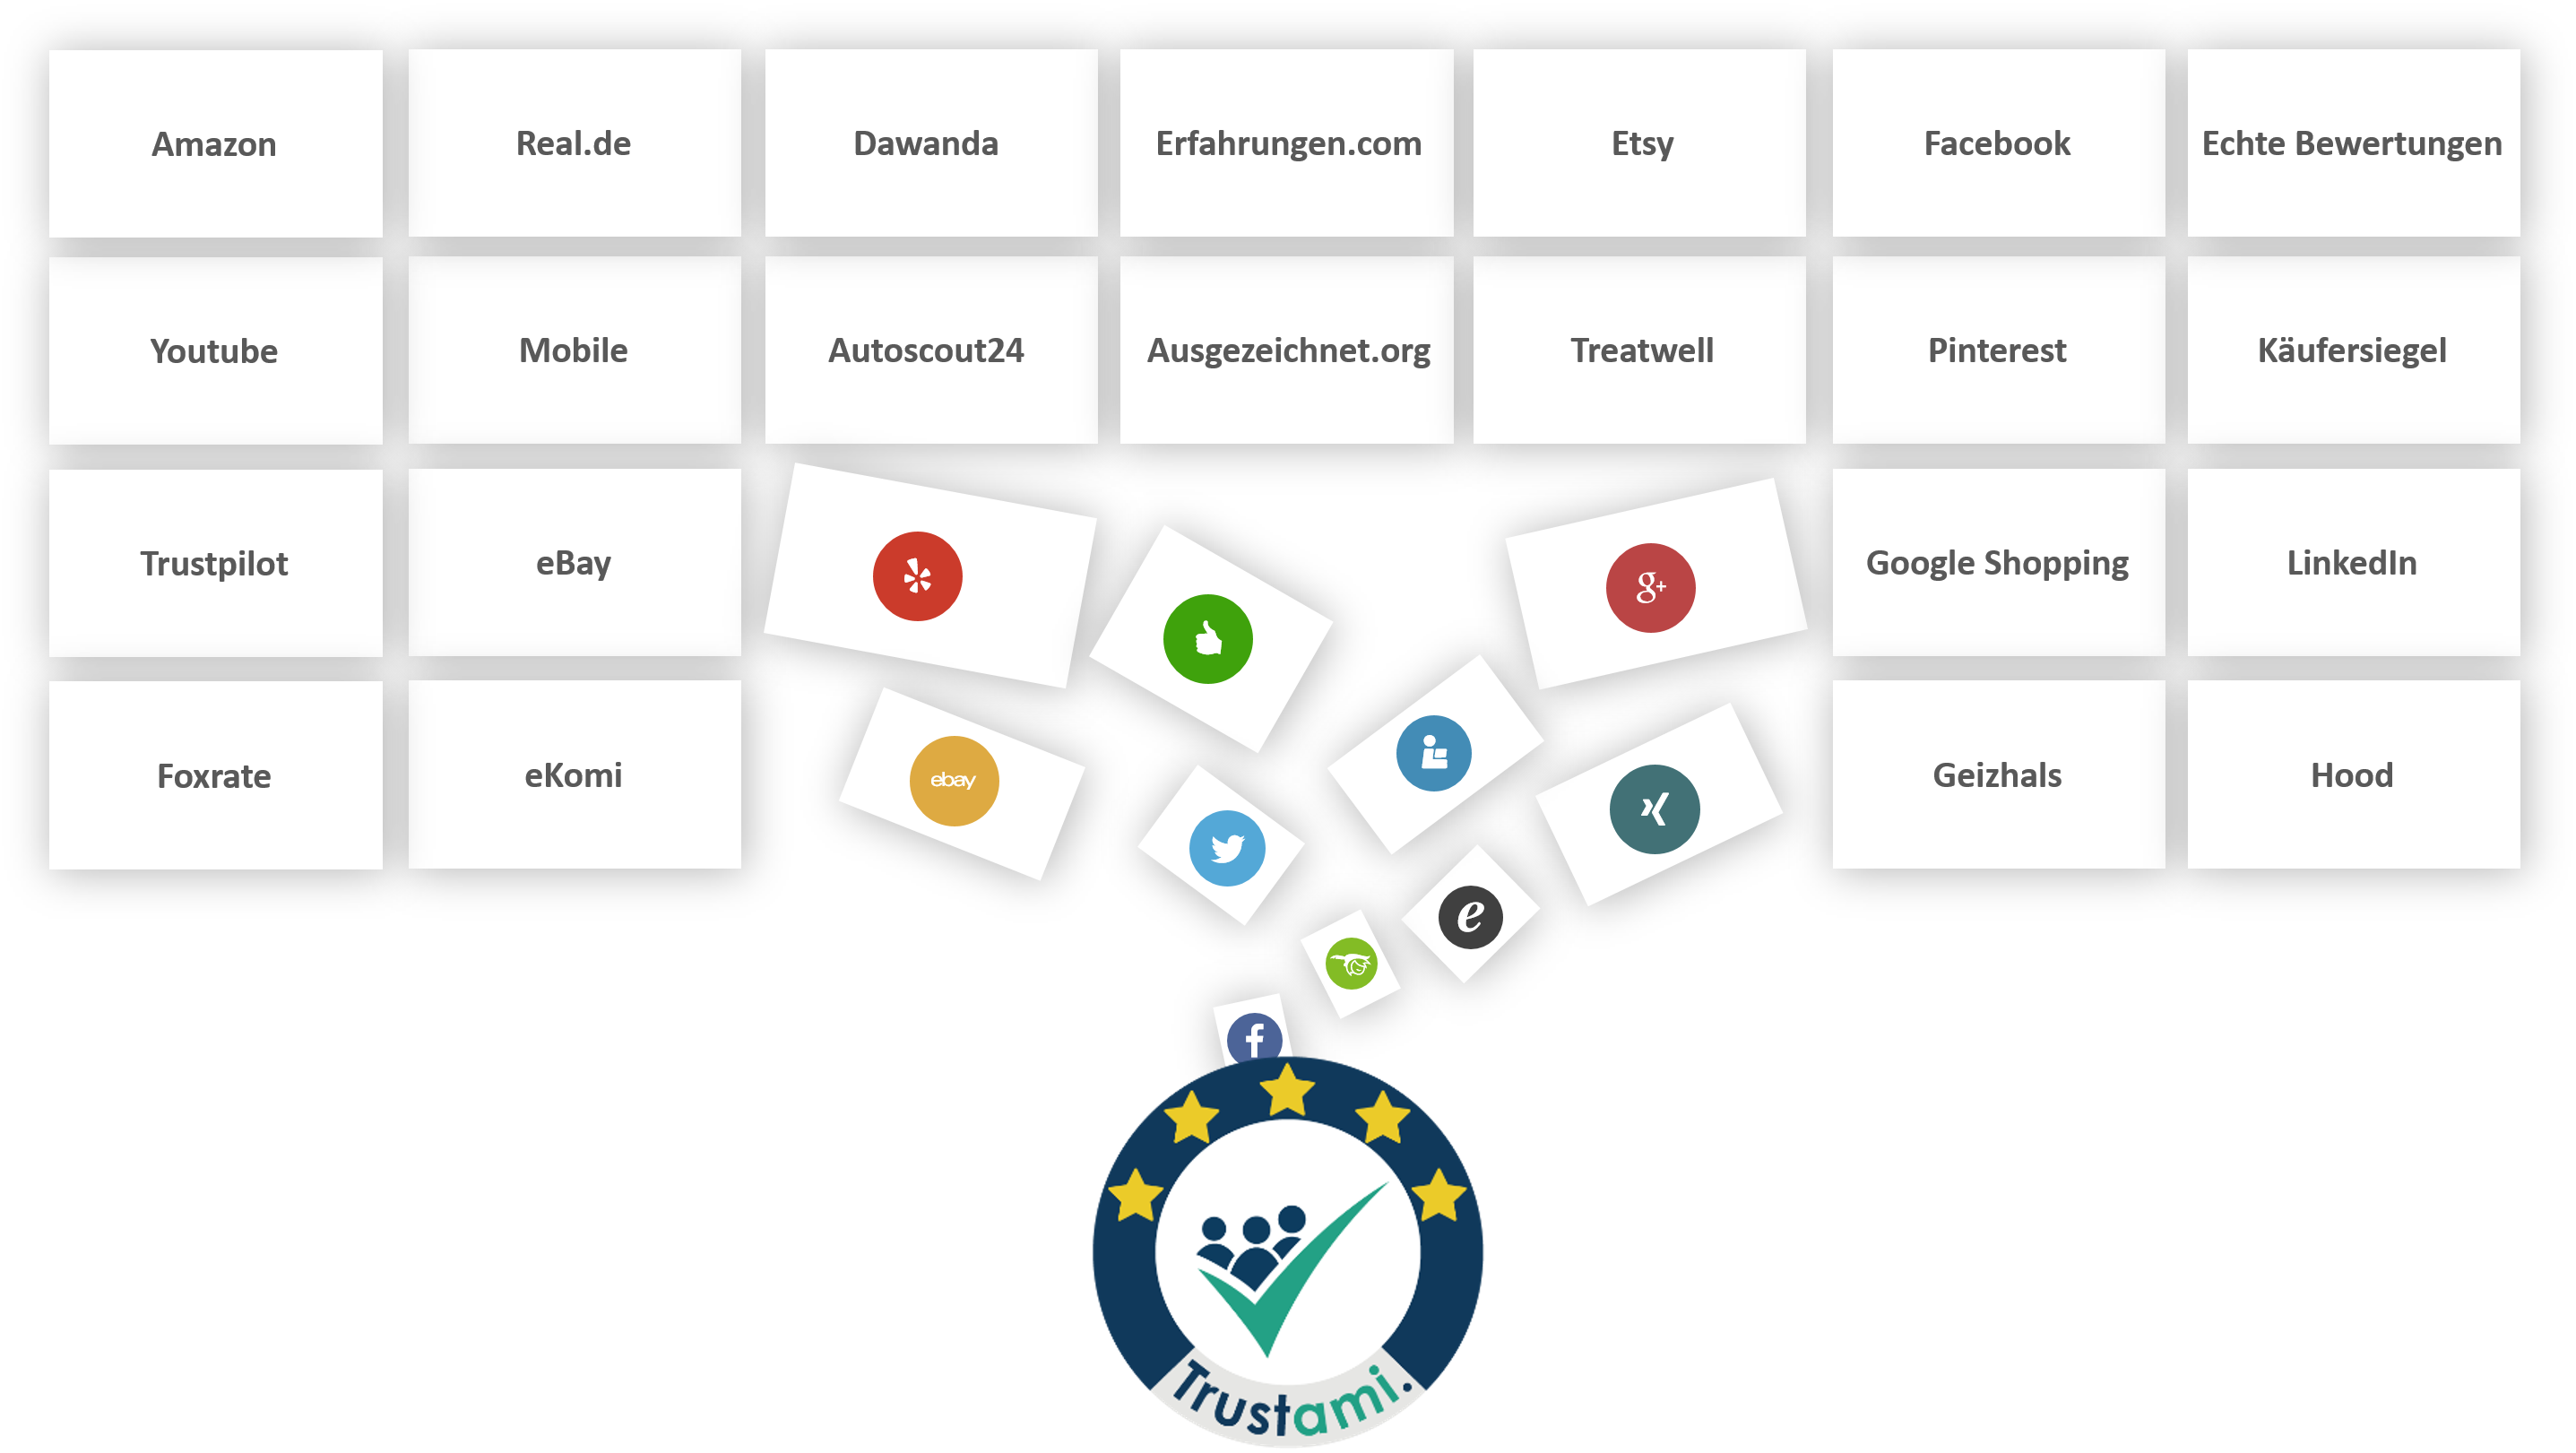 Amazon
Real.de
Dawanda
Erfahrungen.com
Etsy
Facebook
Echte Bewertungen
Youtube
Mobile
Autoscout24
Ausgezeichnet.org
Treatwell
Pinterest
Käufersiegel
Trustpilot
eBay
g+
Google Shopping
LinkedIn
Foxrate
eKomi
ebay
Geizhals
Hood
e
f
Trustami.